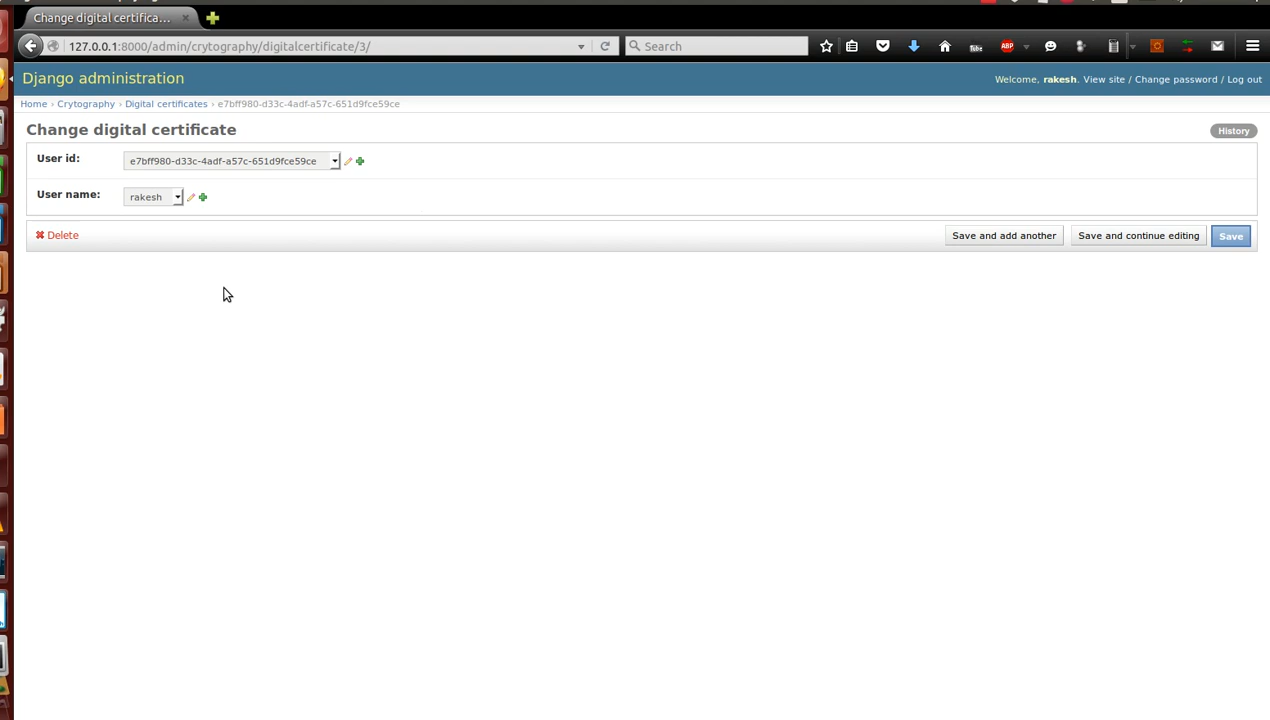 Change digital certifica... ×
127.0.0.1:8000/admin/crytography/digitalcertificate/3/
Search
ABP
Django administration
Welcome, rakesh. View site / Change password / Log out
Home › Crytography › Digital certificates › e7bff980-d33c-4adf-a57c-651d9fce59ce
Change digital certificate
History
User id:
e7bff980-d33c-4adf-a57c-651d9fce59ce
User name:
rakesh
Delete
Save and add another
Save and continue editing
Save